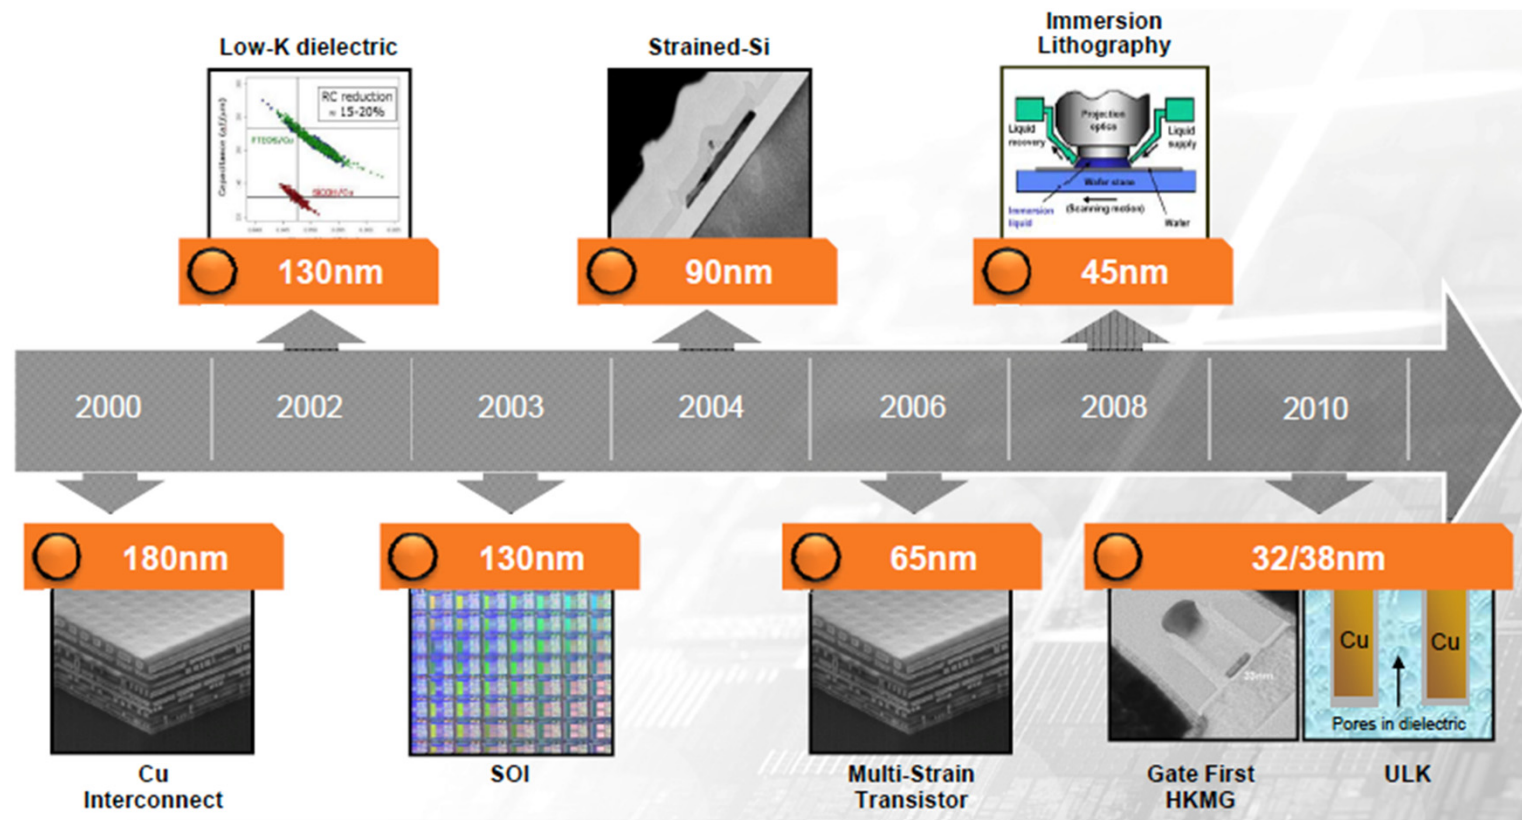 Low-K dielectric
Strained-Si
Immersion
Lithography
RC reduction
≈ 15-20%
SiCOH/Cu
Projection
optics
Liquid
recovery
Liquid
supply
Wafer stage
Immersion
liquid
(Scanning motion)
Wafer
130nm
90nm
45nm
2000
2002
2003
2004
2006
2008
2010
180nm
130nm
65nm
32/38nm
Cu
Cu
Pores in dielectric
Cu
Interconnect
SOI
Multi-Strain
Transistor
Gate First
HKMG
ULK